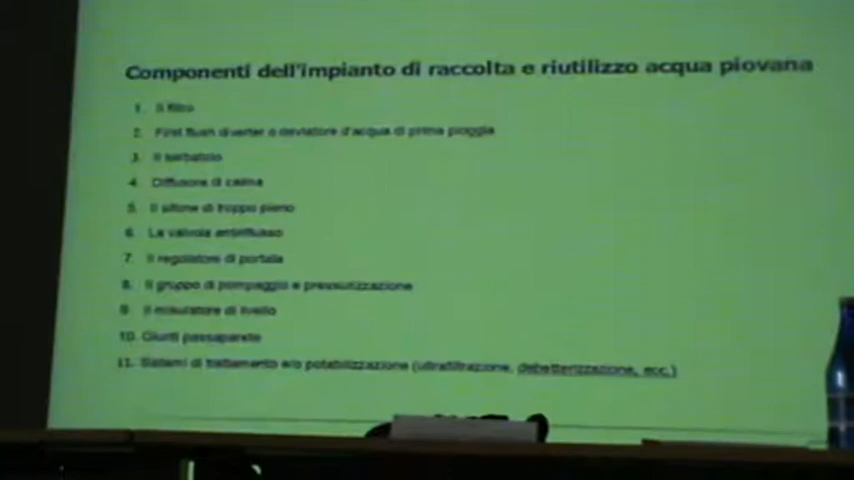 Componenti dell'impianto di raccolta e riutilizzo acqua piovana
1. Il filtro
2. First flush diverter o deviatore d'acqua di prima pioggia
3. Il serbatoio
4. Diffusore di calma
5. Il sifone di troppo pieno
6. La valvola antiriflusso
7. Il regolatore di portata
8. Il gruppo di pompaggio e pressurizzazione
9. Il misuratore di livello
10. Giunti passaparete
11. Sistemi di trattamento e/o potabilizzazione (ultrafiltrazione, debatterizzazione, ecc.)